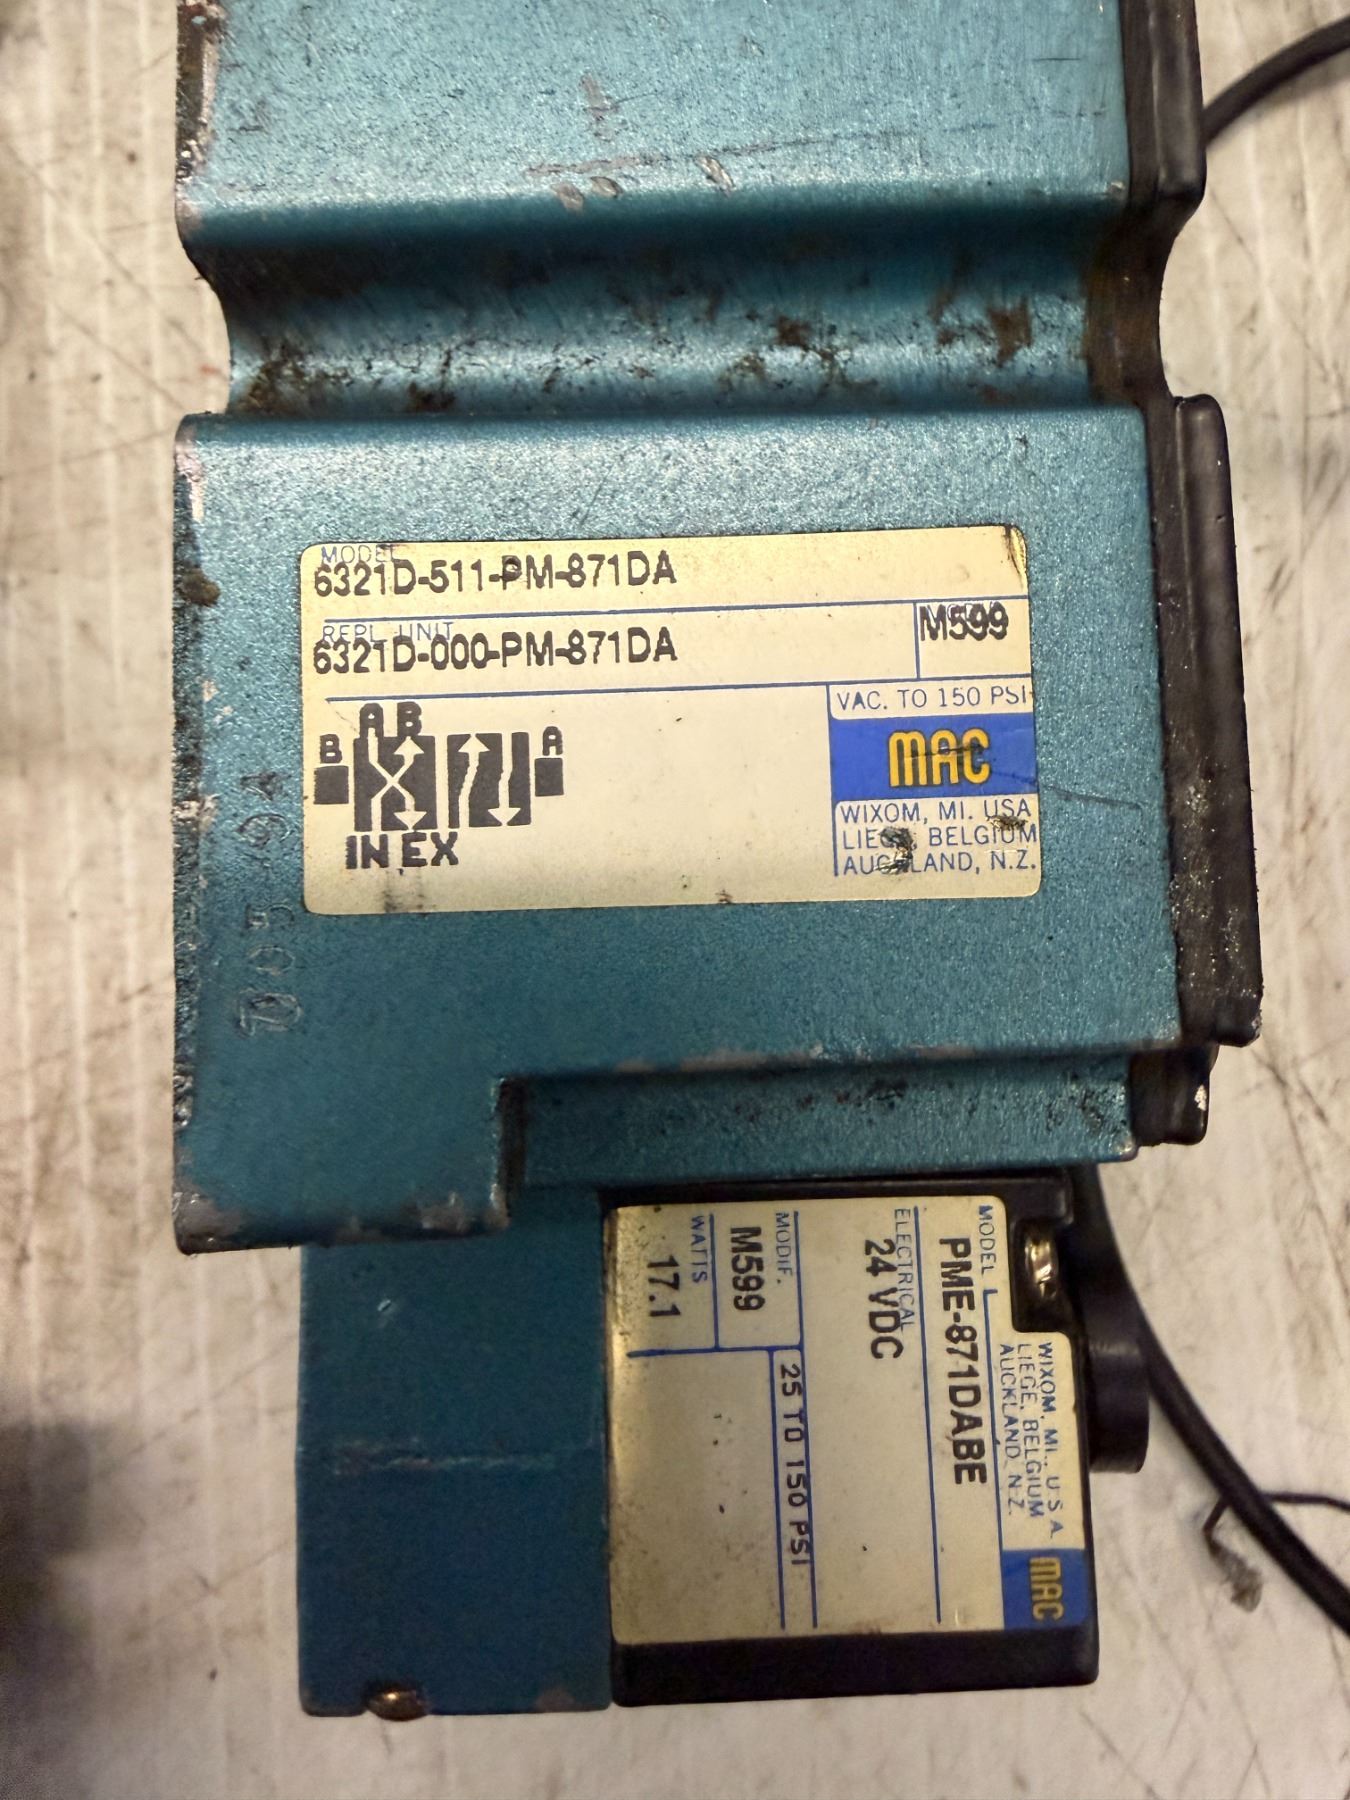 MODEL
6321D-511-PM-871DA
REPL. UNIT
6321D-000-PM-871DA
M599
VAC. TO 150 PSI
MAC
WIXOM, MI. USA
LIEGE BELGIUM
AUCKLAND, N.Z.
A B
B A
IN EX
MODEL
PME-871DABE
ELECTRICAL
24 VDC
MODIF.
M599
WATTS
17.1
25 TO 150 PSI
WIXOM, MI., U.S.A.
LIEGE, BELGIUM
AUCKLAND, N.Z.
MAC